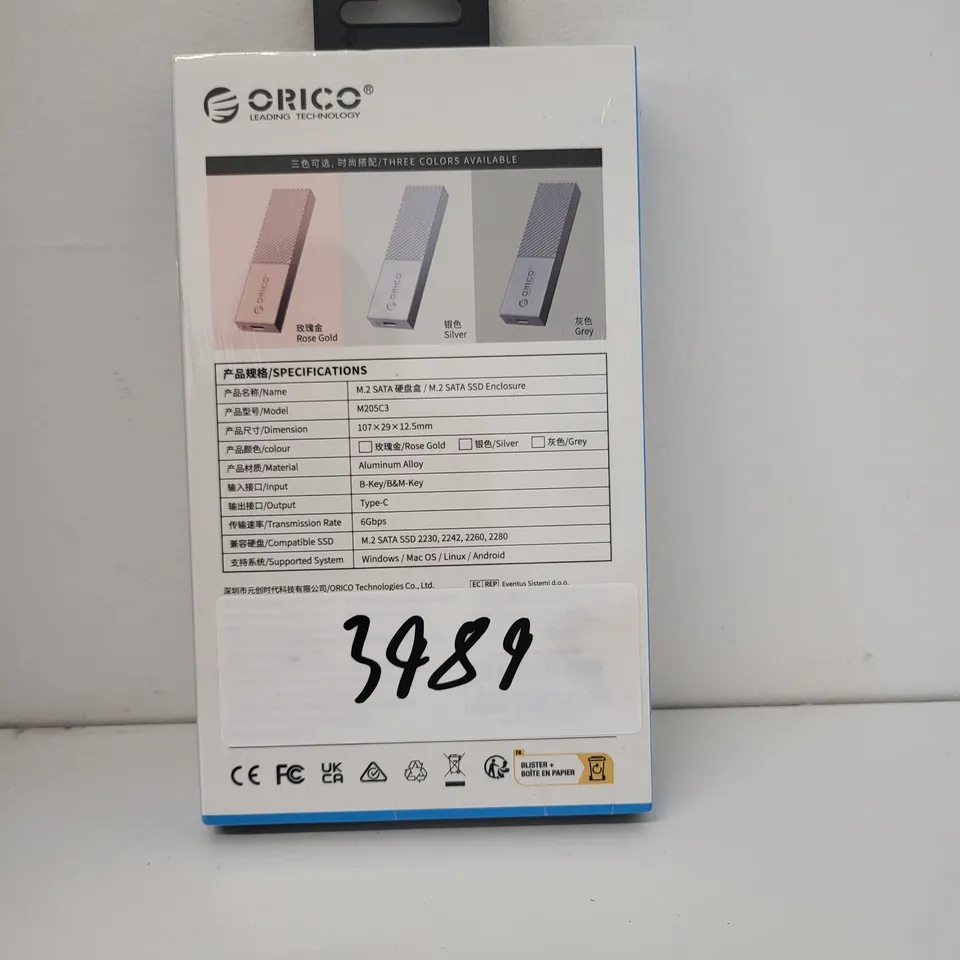 ORICO®
LEADING TECHNOLOGY
三色可选, 时尚搭配/THREE COLORS AVAILABLE
ORICO
ORICO
ORICO
玫瑰金
Rose Gold
银色
Silver
灰色
Grey
产品规格/SPECIFICATIONS
产品名称/Name M.2 SATA 硬盘盒 / M.2 SATA SSD Enclosure
产品型号/Model M205C3
产品尺寸/Dimension 107×29×12.5mm
产品颜色/colour 玫瑰金/Rose Gold 银色/Silver 灰色/Grey
产品材质/Material Aluminum Alloy
输入接口/Input B-Key/B&M-Key
输出接口/Output Type-C
传输速率/Transmission Rate 6Gbps
兼容硬盘/Compatible SSD M.2 SATA SSD 2230, 2242, 2260, 2280
支持系统/Supported System Windows / Mac OS / Linux / Android
深圳市元创时代科技有限公司/ORICO Technologies Co., Ltd. EC REP Eventus Sistemi d.o.o.
3489
CE FC UK CA
FR
BLISTER +
BOÎTE EN PAPIER